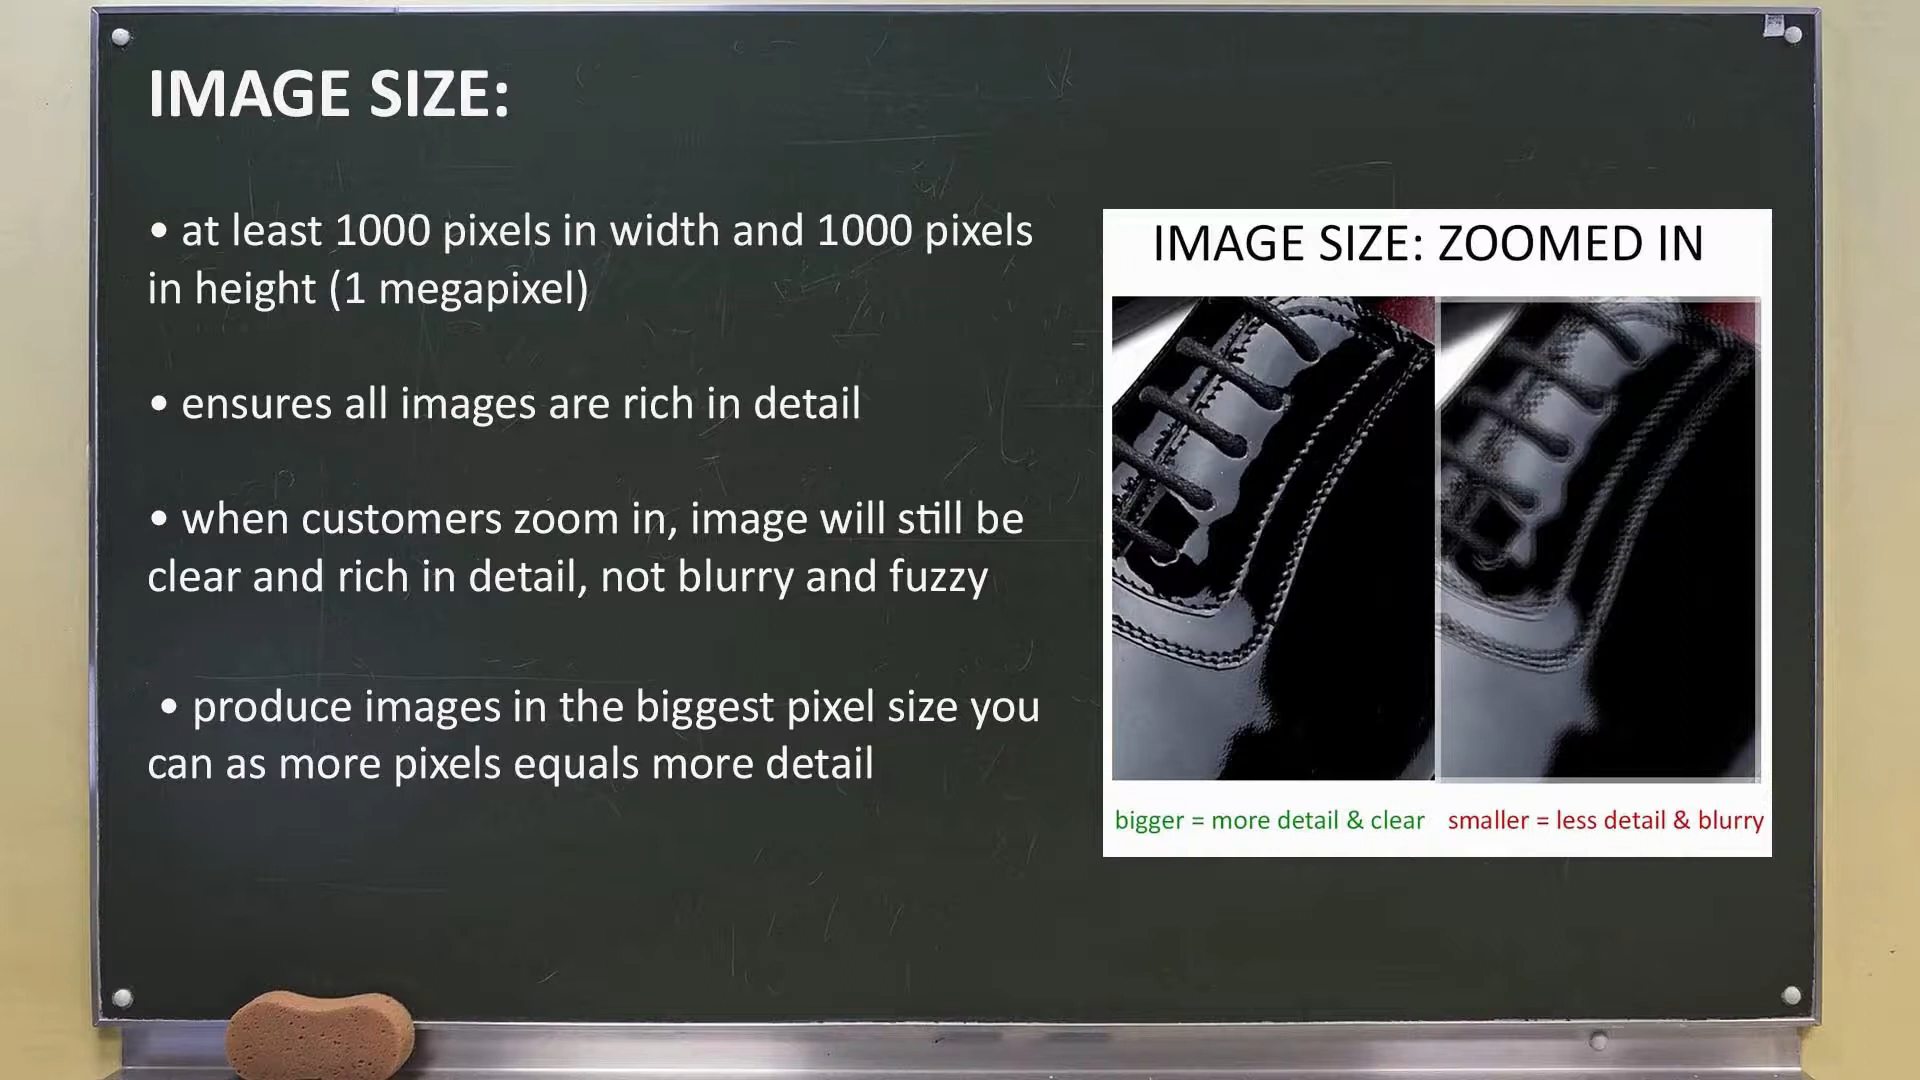 IMAGE SIZE:
• at least 1000 pixels in width and 1000 pixels
in height (1 megapixel)
• ensures all images are rich in detail
• when customers zoom in, image will still be
clear and rich in detail, not blurry and fuzzy
• produce images in the biggest pixel size you
can as more pixels equals more detail
IMAGE SIZE: ZOOMED IN
bigger = more detail & clear
smaller = less detail & blurry